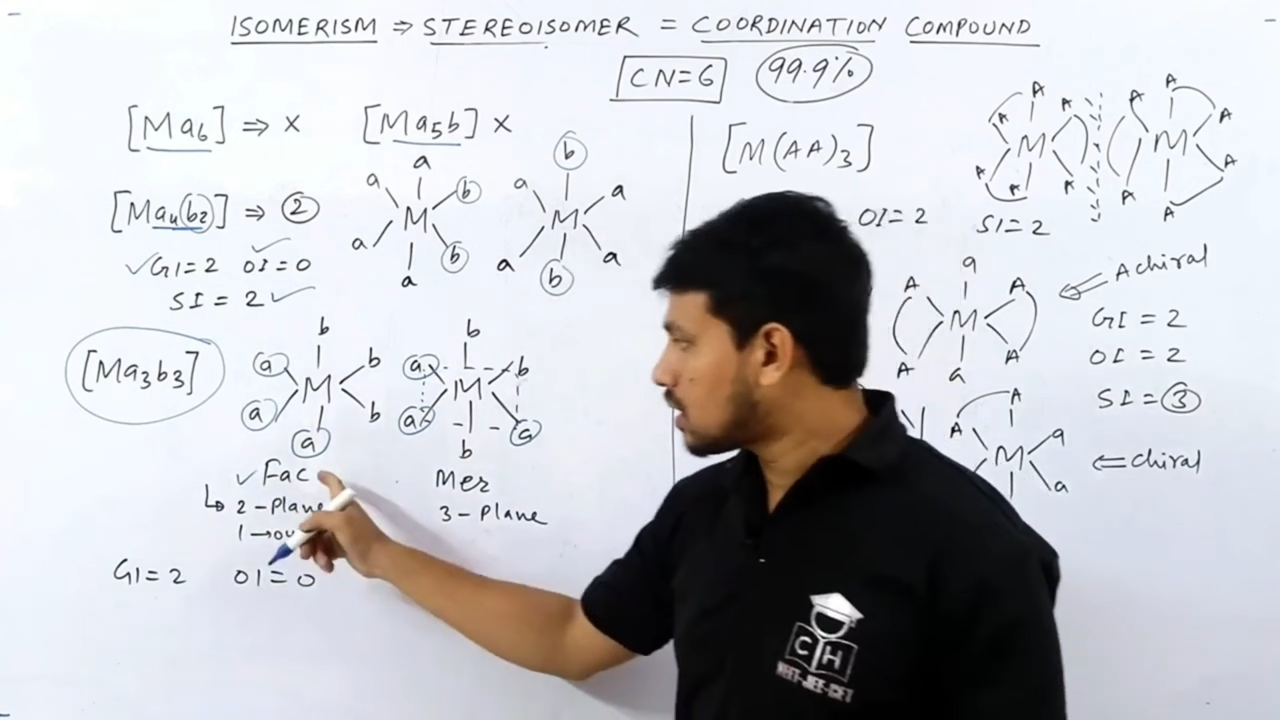 ISOMERISM ⇒ STEREOISOMER = COORDINATION COMPOUND
CN=6 99.9%
[Ma6] ⇒ x [Ma5b] x
[Ma4b2] ⇒ 2
✓GI=2 OI=0 ✓
SI = 2 ✓
a a b M a b a
b a a M a a b
[Ma3b3]
b a b M a b a
✓ Fac
↳ 2-Plane
1→
b a b M a a b
Mer
3-Plane
GI=2 OI=0
[M(AA)3]
OI=2 SI=2
A A A M A A A
A A A M A A A
a A A M A A a
Achiral
GI = 2
OI = 2
SI = 3
A A M a a
⇐ chiral
CH
NEET-JEE-CET